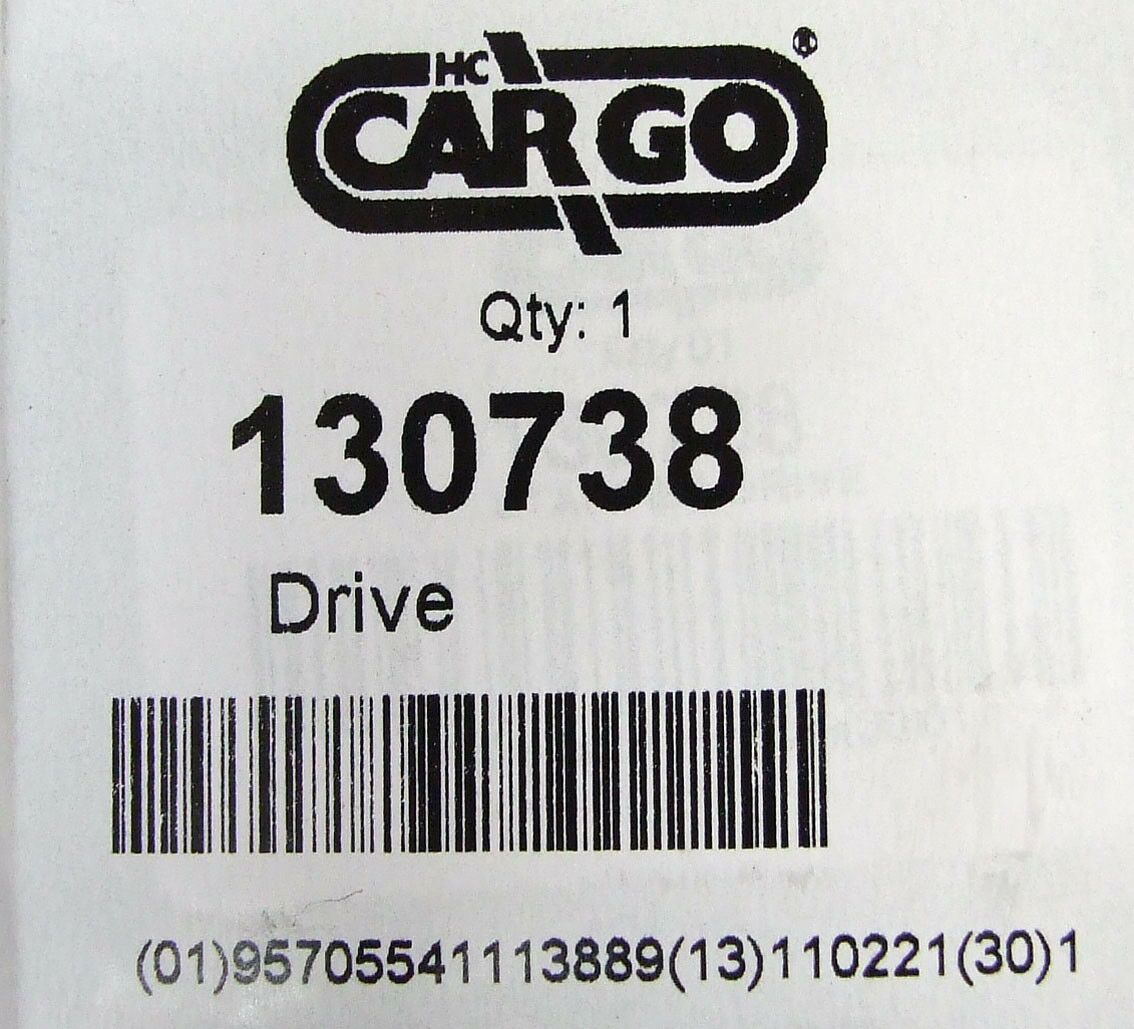 HC
CARGO®
Qty: 1
130738
Drive
(01)95705541113889(13)110221(30)1